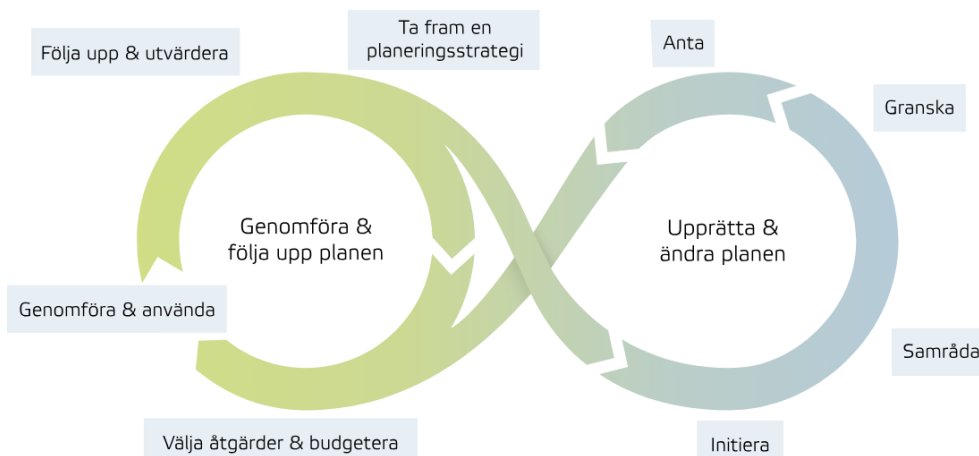 Följa upp & utvärdera
Ta fram en
planeringsstrategi
Anta
Granska
Genomföra &
följa upp planen
Upprätta &
ändra planen
Genomföra & använda
Samråda
Välja åtgärder & budgetera
Initiera